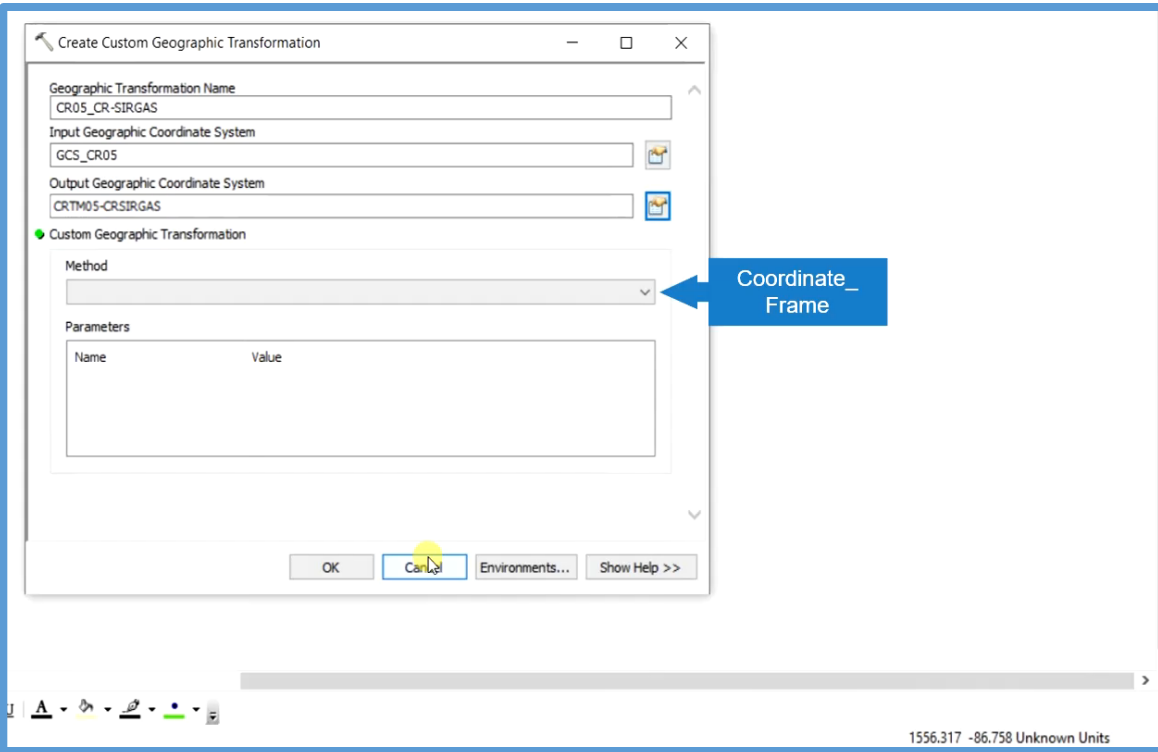 Create Custom Geographic Transformation
Geographic Transformation Name
CR05_CR-SIRGAS
Input Geographic Coordinate System
GCS_CR05
Output Geographic Coordinate System
CRTM05-CRSIRGAS
Custom Geographic Transformation
Method
Coordinate_
Frame
Parameters
Name Value
OK Cancel Environments... Show Help >>
U A
1556.317 -86.758 Unknown Units